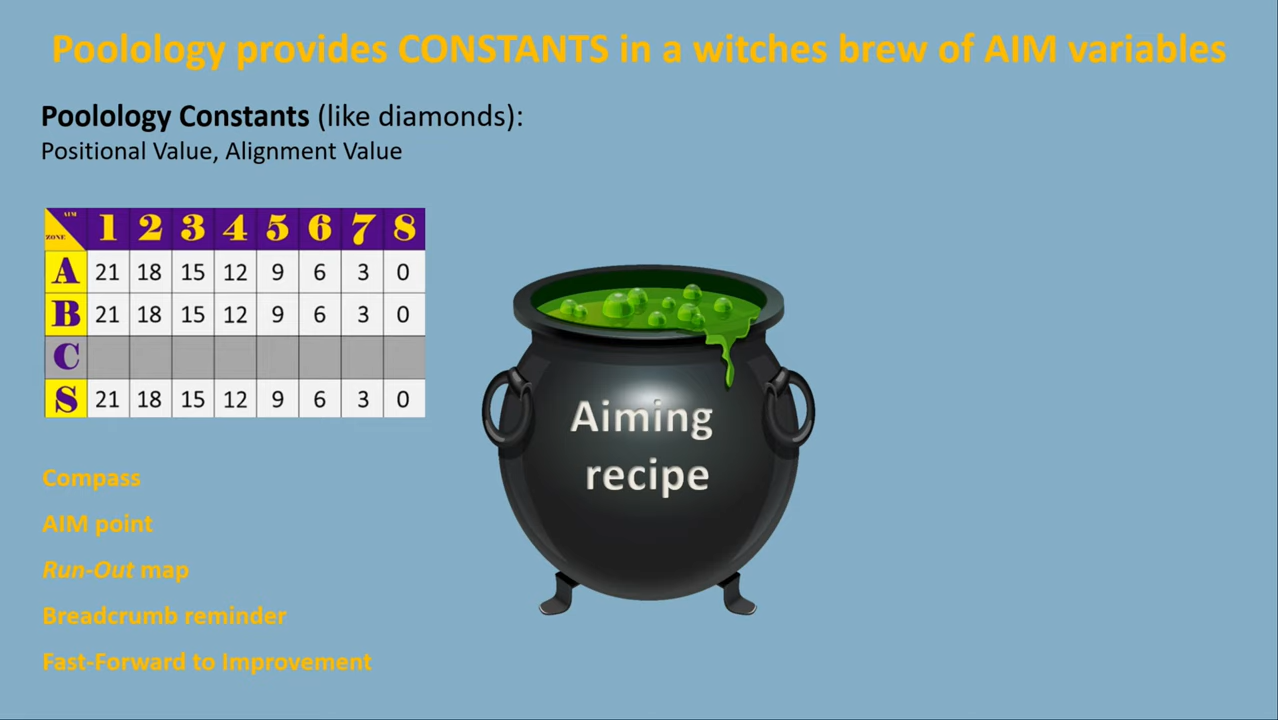 Poolology provides CONSTANTS in a witches brew of AIM variables
Poolology Constants (like diamonds):
Positional Value, Alignment Value
AIM
ZONE
1 2 3 4 5 6 7 8
A 21 18 15 12 9 6 3 0
B 21 18 15 12 9 6 3 0
C
S 21 18 15 12 9 6 3 0
Aiming
recipe
Compass
AIM point
Run-Out map
Breadcrumb reminder
Fast-Forward to Improvement